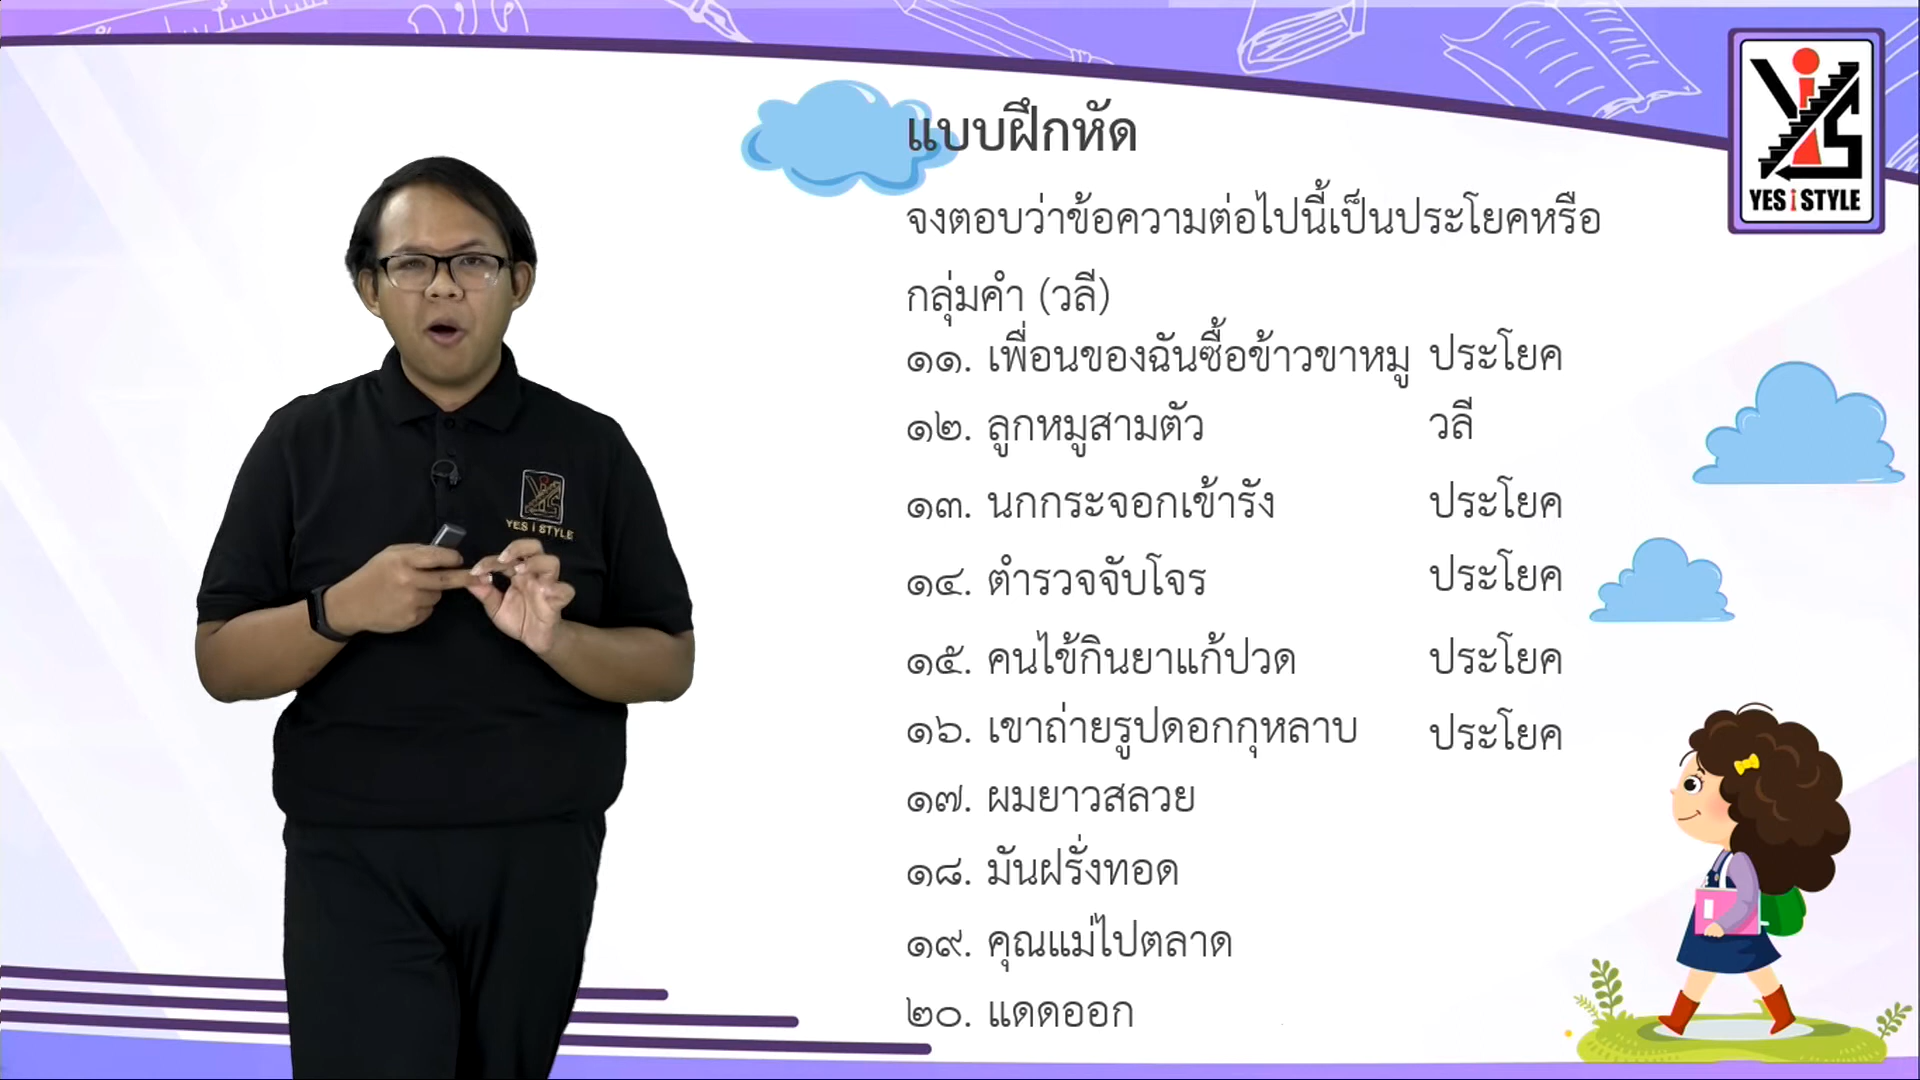 แบบฝึกหัด
จงตอบว่าข้อความต่อไปนี้เป็นประโยคหรือ
กลุ่มคำ (วลี)
๑๑. เพื่อนของฉันซื้อข้าวขาหมู ประโยค
๑๒. ลูกหมูสามตัว วลี
๑๓. นกกระจอกเข้ารัง ประโยค
๑๔. ตำรวจจับโจร ประโยค
๑๕. คนไข้กินยาแก้ปวด ประโยค
๑๖. เขาถ่ายรูปดอกกุหลาบ ประโยค
๑๗. ผมยาวสลวย
๑๘. มันฝรั่งทอด
๑๙. คุณแม่ไปตลาด
๒๐. แดดออก
YiS
YES i STYLE
YES i STYLE
กขค